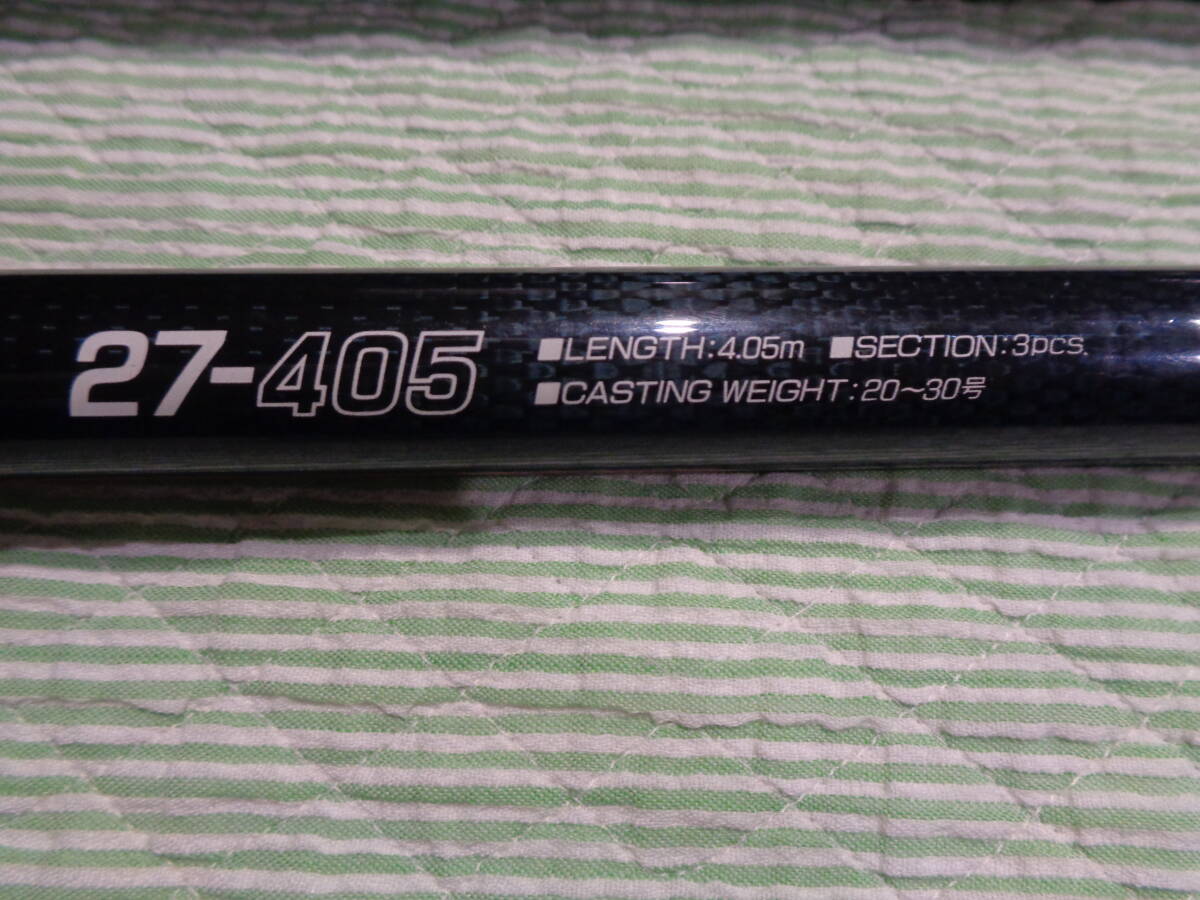 27-405
■LENGTH:4.05m ■SECTION:3pcs.
■CASTING WEIGHT:20～30号